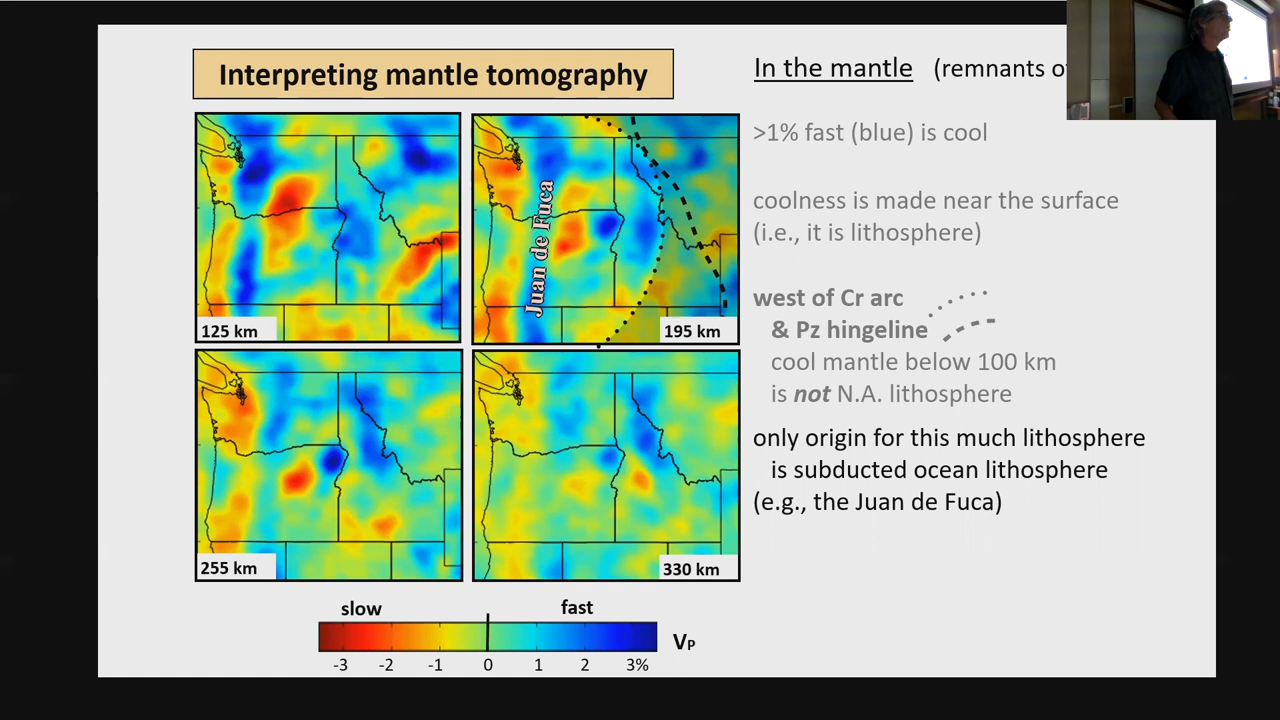 Interpreting mantle tomography
125 km
Juan de Fuca
195 km
255 km
330 km
slow
fast
-3 -2 -1 0 1 2 3%
VP
In the mantle (remnants
>1% fast (blue) is cool
coolness is made near the surface
(i.e., it is lithosphere)
west of Cr arc
& Pz hingeline
cool mantle below 100 km
is not N.A. lithosphere
only origin for this much lithosphere
is subducted ocean lithosphere
(e.g., the Juan de Fuca)